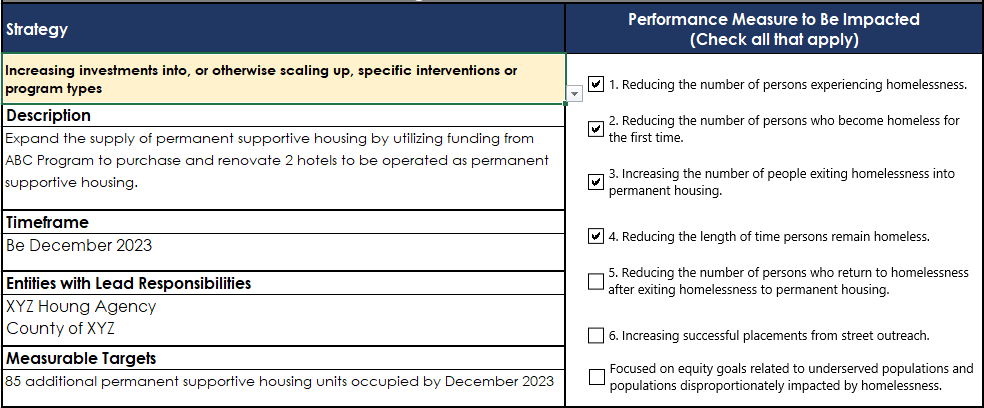 Strategy
Performance Measure to Be Impacted
(Check all that apply)
Increasing investments into, or otherwise scaling up, specific interventions or
program types
Description
Expand the supply of permanent supportive housing by utilizing funding from
ABC Program to purchase and renovate 2 hotels to be operated as permanent
supportive housing.
Timeframe
Be December 2023
Entities with Lead Responsibilities
XYZ Houng Agency
County of XYZ
Measurable Targets
85 additional permanent supportive housing units occupied by December 2023
1. Reducing the number of persons experiencing homelessness.
2. Reducing the number of persons who become homeless for
the first time.
3. Increasing the number of people exiting homelessness into
permanent housing.
4. Reducing the length of time persons remain homeless.
5. Reducing the number of persons who return to homelessness
after exiting homelessness to permanent housing.
6. Increasing successful placements from street outreach.
Focused on equity goals related to underserved populations and
populations disproportionately impacted by homelessness.